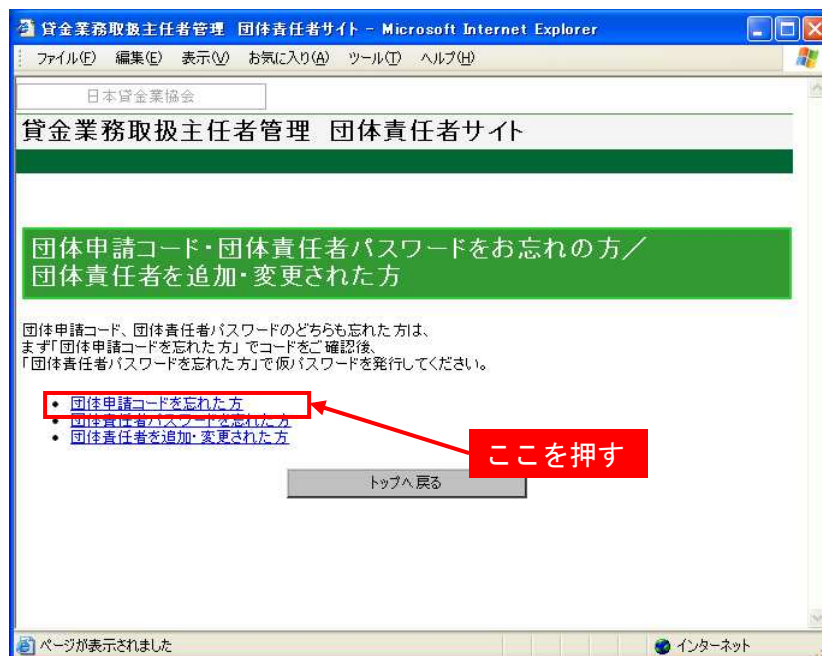 貸金業務取扱主任者管理 団体責任者サイト - Microsoft Internet Explorer
ファイル(F) 編集(E) 表示(V) お気に入り(A) ツール(T) ヘルプ(H)
日本貸金業協会
貸金業務取扱主任者管理 団体責任者サイト
団体申請コード・団体責任者パスワードをお忘れの方／
団体責任者を追加・変更された方
団体申請コード、団体責任者パスワードのどちらも忘れた方は、
まず「団体申請コードを忘れた方」でコードをご確認後、
「団体責任者パスワードを忘れた方」で仮パスワードを発行してください。
• 団体申請コードを忘れた方
• 団体責任者パスワードを忘れた方
• 団体責任者を追加・変更された方
ここを押す
トップへ戻る
ページが表示されました
インターネット